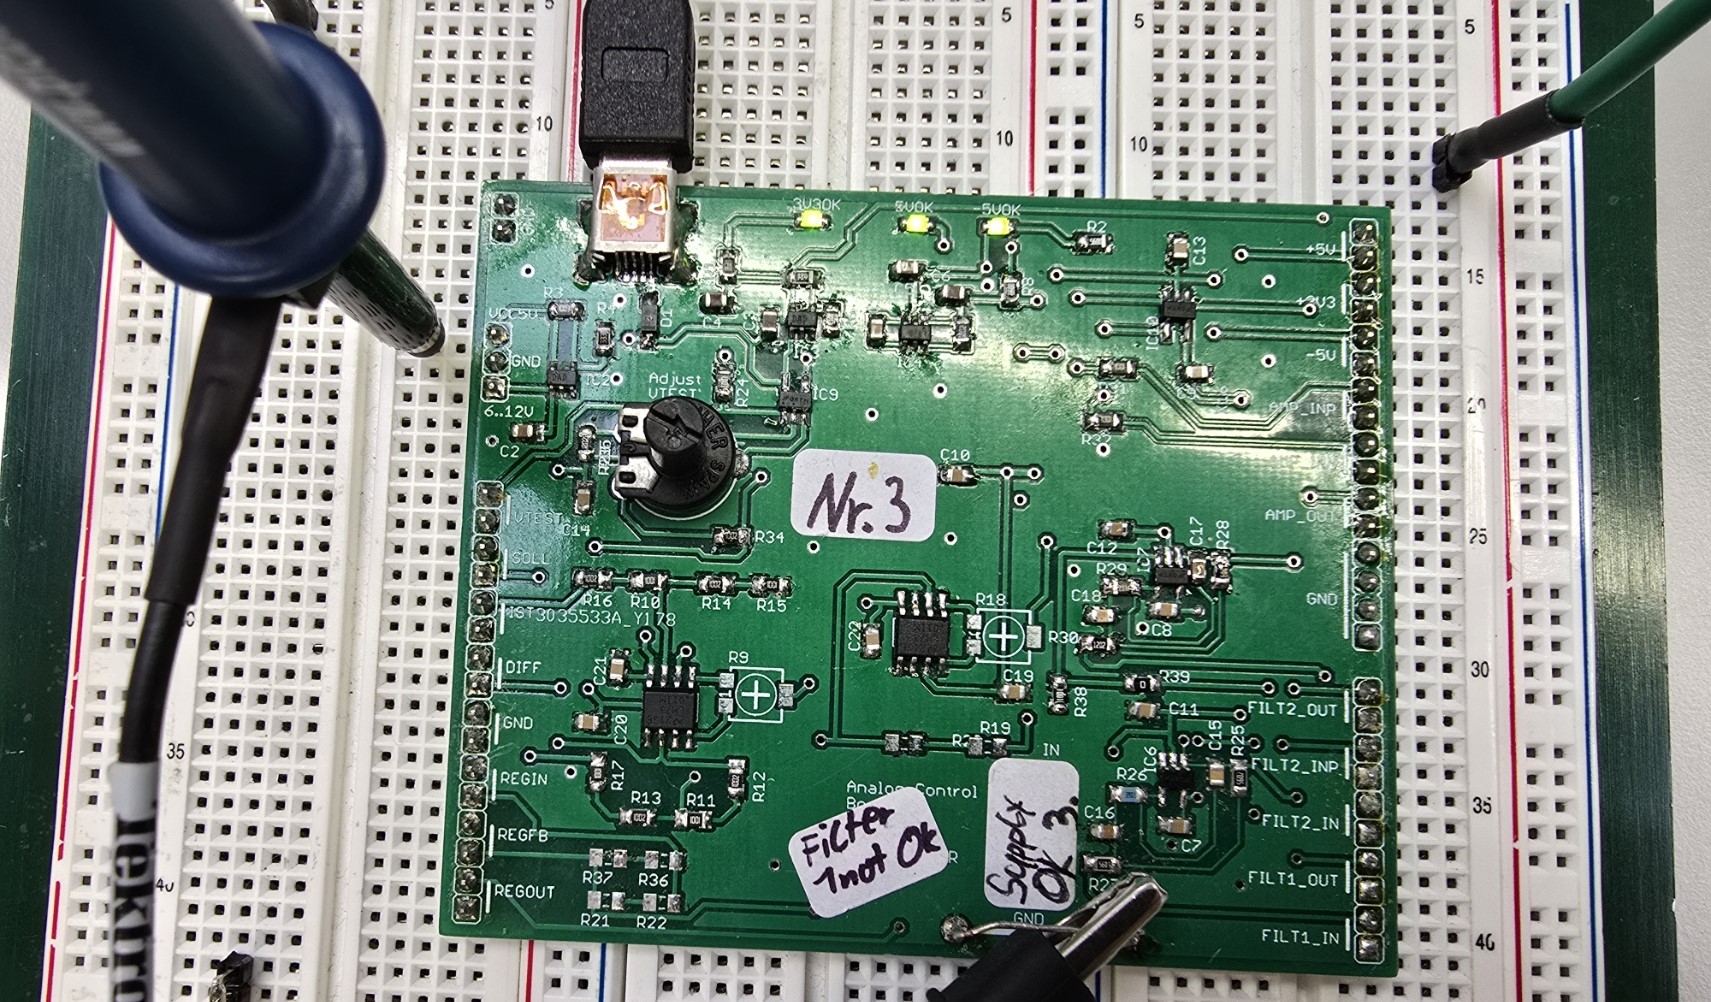 5
5
5
5
10
10
10
3V3OK
5VOK
-5VOK
R2
C13
+5V
15
C6
R8
+3V3
R3
R4
D1
C4
VCC5V
GND
IC2
-5V
Adjust
VTEST
R24
IC9
6..12V
AMP_INP
20
R32
C2
C10
Nr.3
VTEST
C14
R34
SOLL
AMP_OUT
25
C12
C17
R28
IC7
R29
R16
R10
R14
R15
JST3035533A_Y178
C18
GND
R18
C22
R30
C8
DIFF
C21
R9
30
C19
R38
R39
C11
FILT2_OUT
GND
C20
35
R19
IN
IC6
C15
R25
FILT2_INP
REGIN
R17
R12
R26
Analog Control
R13
R11
35
C16
FILT2_IN
REGFB
Filter
1 not Ok
Supply
OK 3.
C7
R37
R36
FILT1_OUT
40
REGOUT
R21
R22
GND
FILT1_IN
40